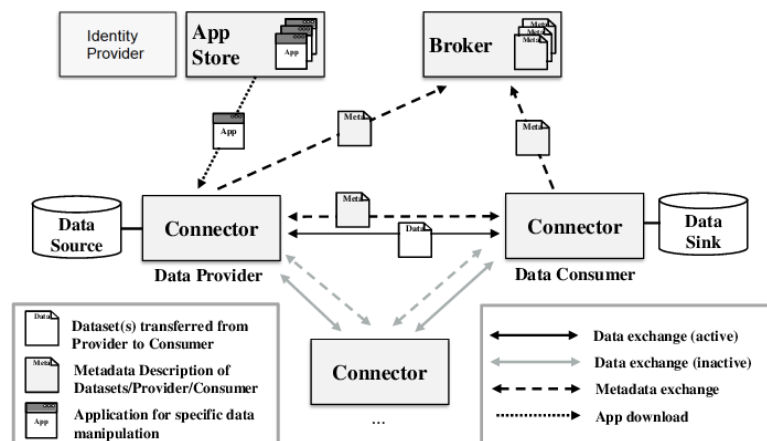 Identity
Provider
App
Store
App
Broker
Meta
Meta
Meta
App
Meta
Meta
Data
Source
Connector
Data Provider
Meta
Data
Connector
Data Consumer
Data
Sink
Data
Dataset(s) transferred from
Provider to Consumer
Meta
Metadata Description of
Datasets/Provider/Consumer
App
Application for specific data
manipulation
Connector
...
Data exchange (active)
Data exchange (inactive)
Metadata exchange
App download